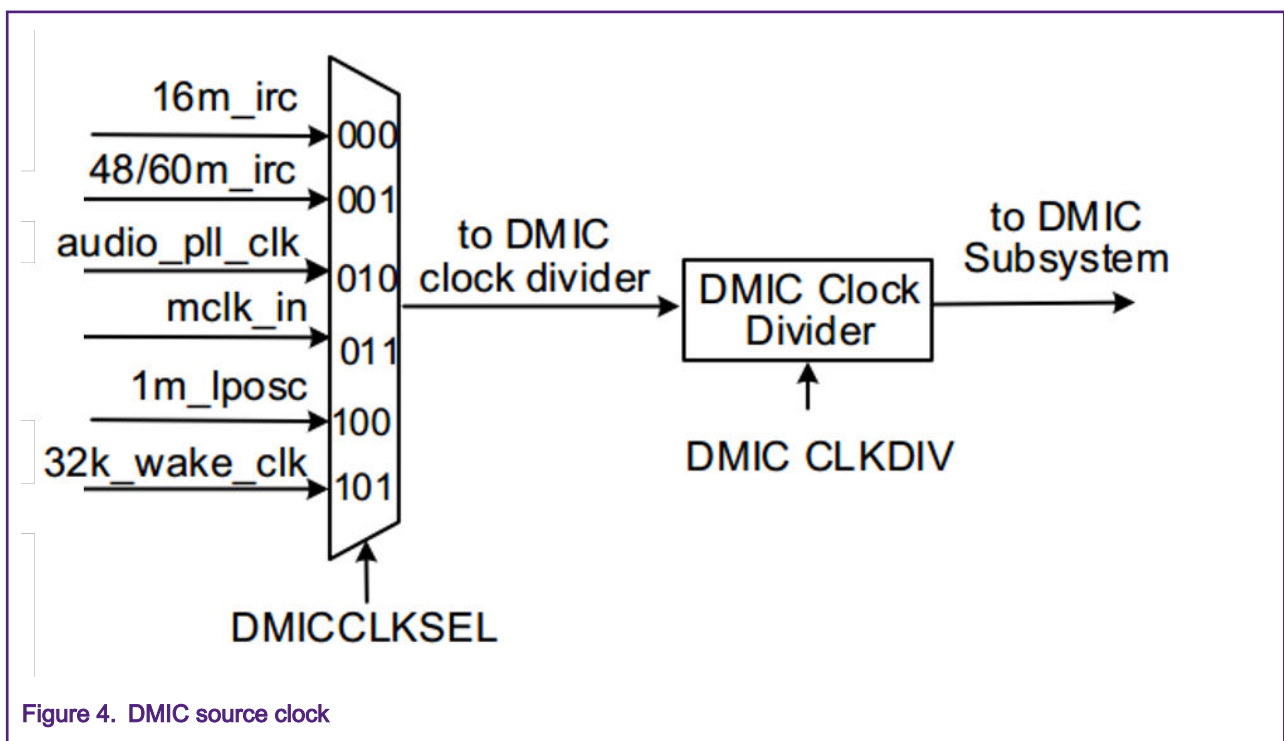 16m_irc
000
48/60m_irc
001
audio_pll_clk
010
mclk_in
011
1m_lposc
100
32k_wake_clk
101
DMICCLKSEL
to DMIC
clock divider
DMIC Clock
Divider
DMIC CLKDIV
to DMIC
Subsystem
Figure 4. DMIC source clock